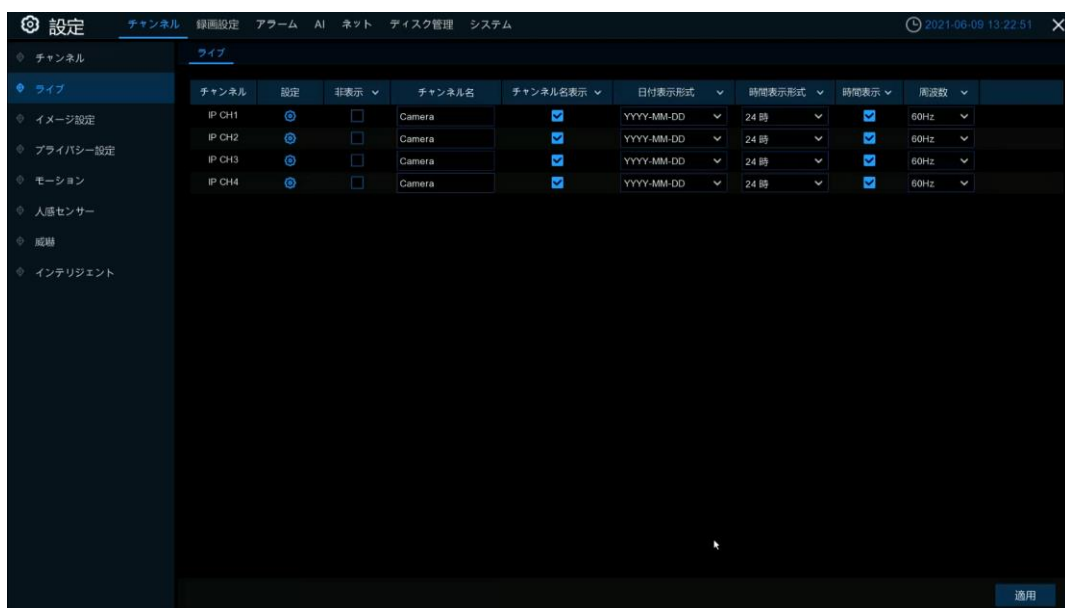 設定 チャンネル 録画設定 アラーム AI ネット ディスク管理 システム 2021-06-09 13:22:51
チャンネル
ライブ
イメージ設定
プライバシー設定
モーション
人感センサー
威嚇
インテリジェント
ライブ
チャンネル 設定 非表示 チャンネル名 チャンネル名表示 日付表示形式 時間表示形式 時間表示 周波数
IP CH1 Camera YYYY-MM-DD 24 時 60Hz
IP CH2 Camera YYYY-MM-DD 24 時 60Hz
IP CH3 Camera YYYY-MM-DD 24 時 60Hz
IP CH4 Camera YYYY-MM-DD 24 時 60Hz
適用